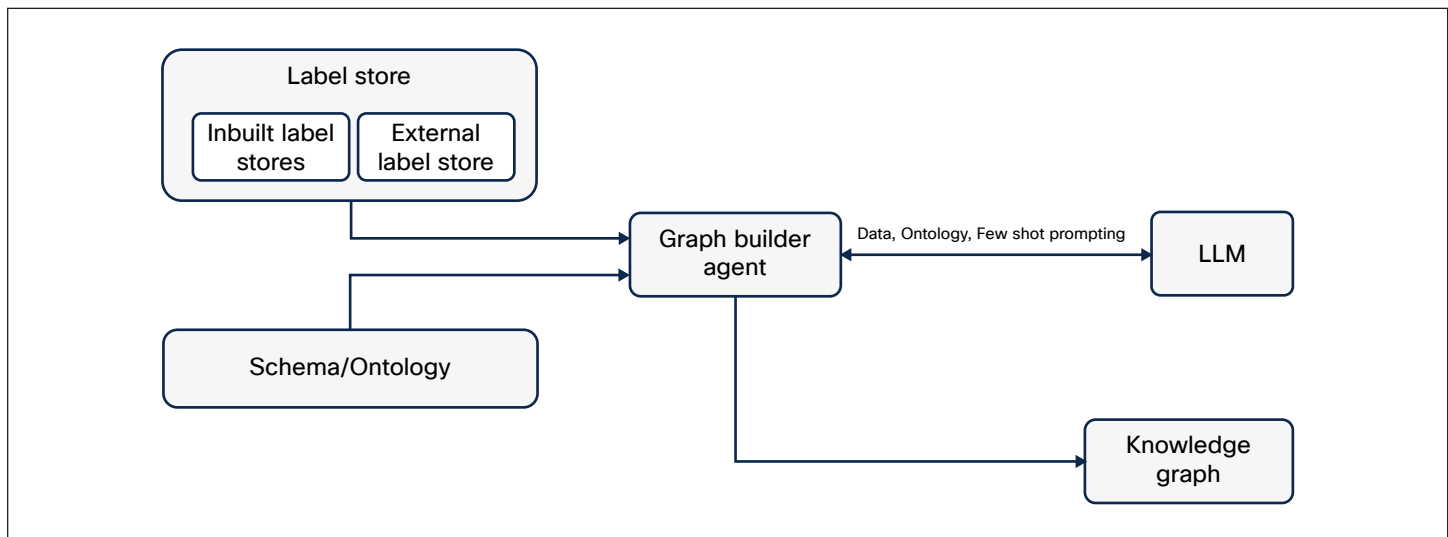 Label store
Inbuilt label
stores
External
label store
Graph builder
agent
Data, Ontology, Few shot prompting
LLM
Schema/Ontology
Knowledge
graph